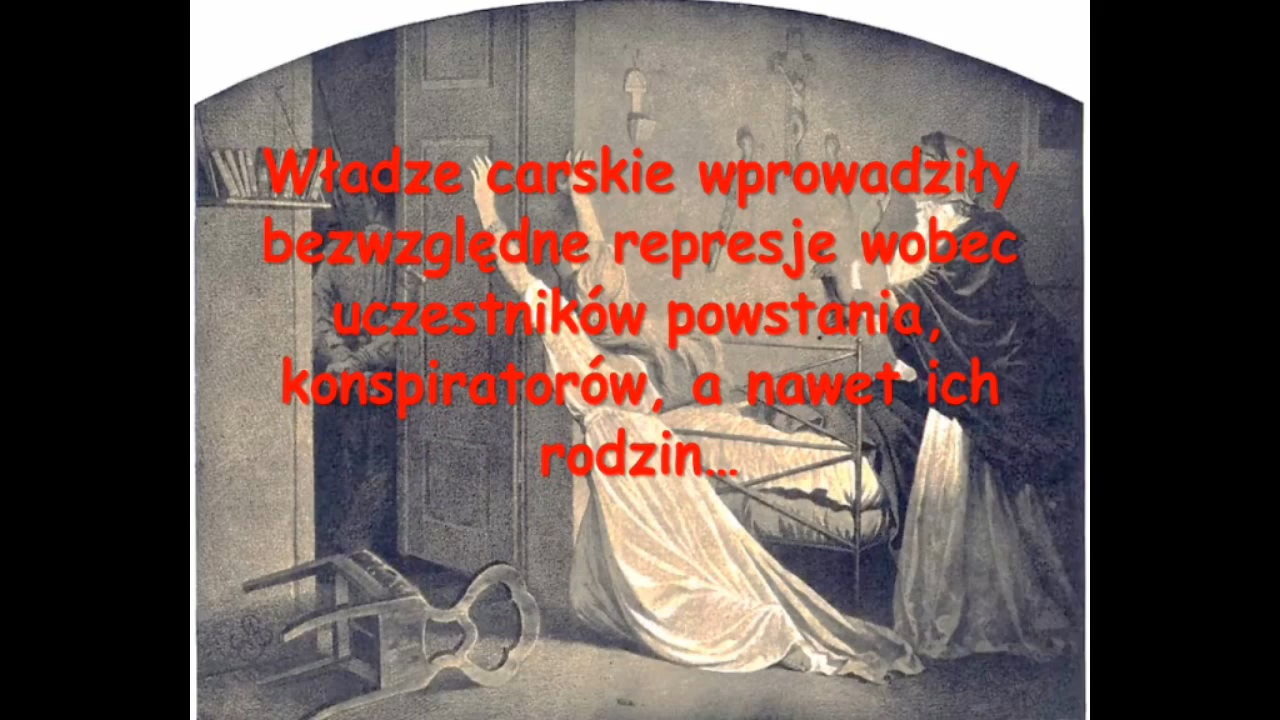 Władze carskie wprowadziły
bezwzględne represje wobec
uczestników powstania,
konspiratorów, a nawet ich
rodzin...